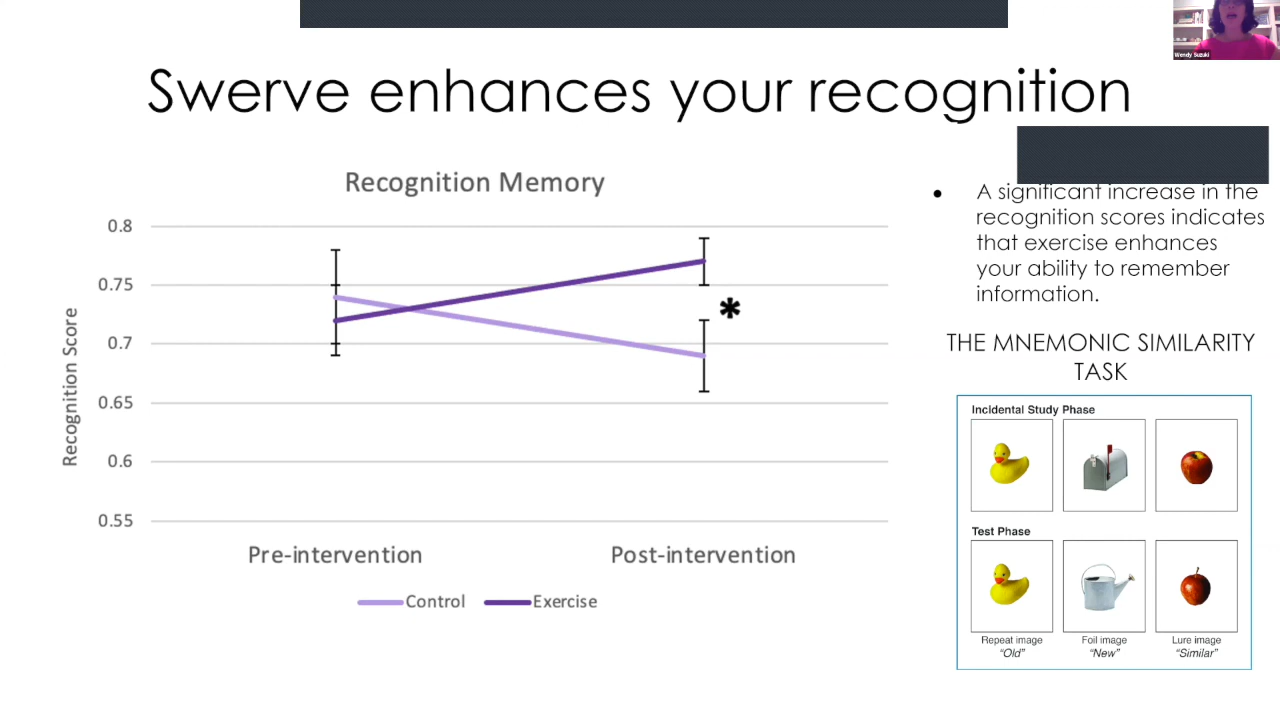 Wendy Suzuki
Swerve enhances your recognition
Recognition Memory
0.8
0.75
0.7
0.65
0.6
0.55
Recognition Score
*
Pre-intervention
Post-intervention
Control
Exercise
• A significant increase in the
recognition scores indicates
that exercise enhances
your ability to remember
information.
THE MNEMONIC SIMILARITY
TASK
Incidental Study Phase
Test Phase
Repeat image
"Old"
Foil image
"New"
Lure image
"Similar"